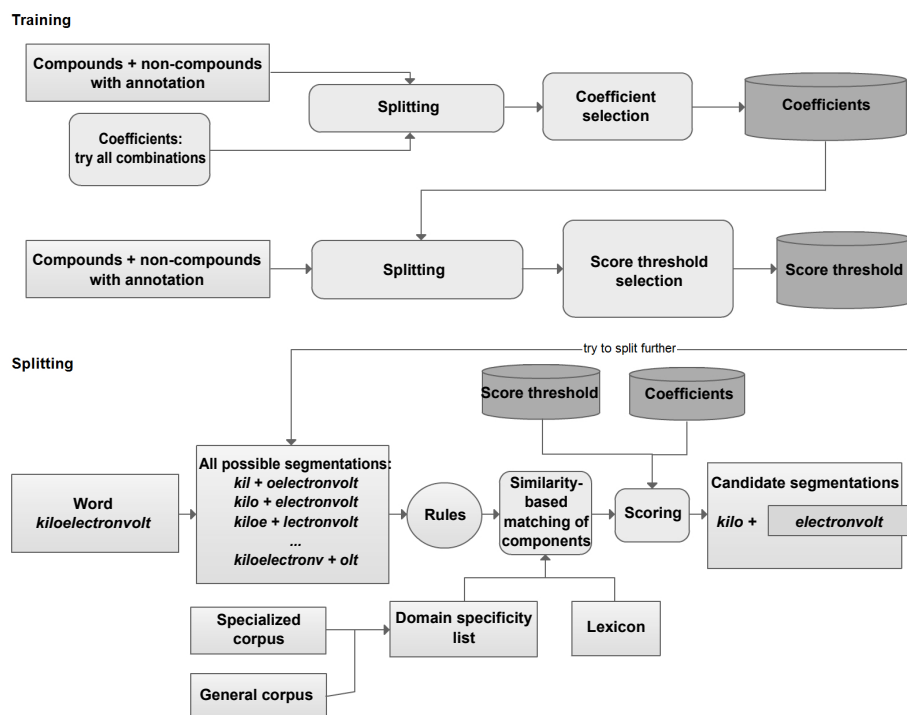 Training
Compounds + non-compounds
with annotation
Coefficients:
try all combinations
Splitting
Coefficient
selection
Coefficients
Compounds + non-compounds
with annotation
Splitting
Score threshold
selection
Score threshold
try to split further
Splitting
Score threshold
Coefficients
Word
kiloelectronvolt
All possible segmentations:
kil + oelectronvolt
kilo + electronvolt
kiloe + lectronvolt
...
kiloelectronv + olt
Rules
Similarity-
based
matching of
components
Scoring
Candidate segmentations
kilo + electronvolt
Specialized
corpus
General corpus
Domain specificity
list
Lexicon